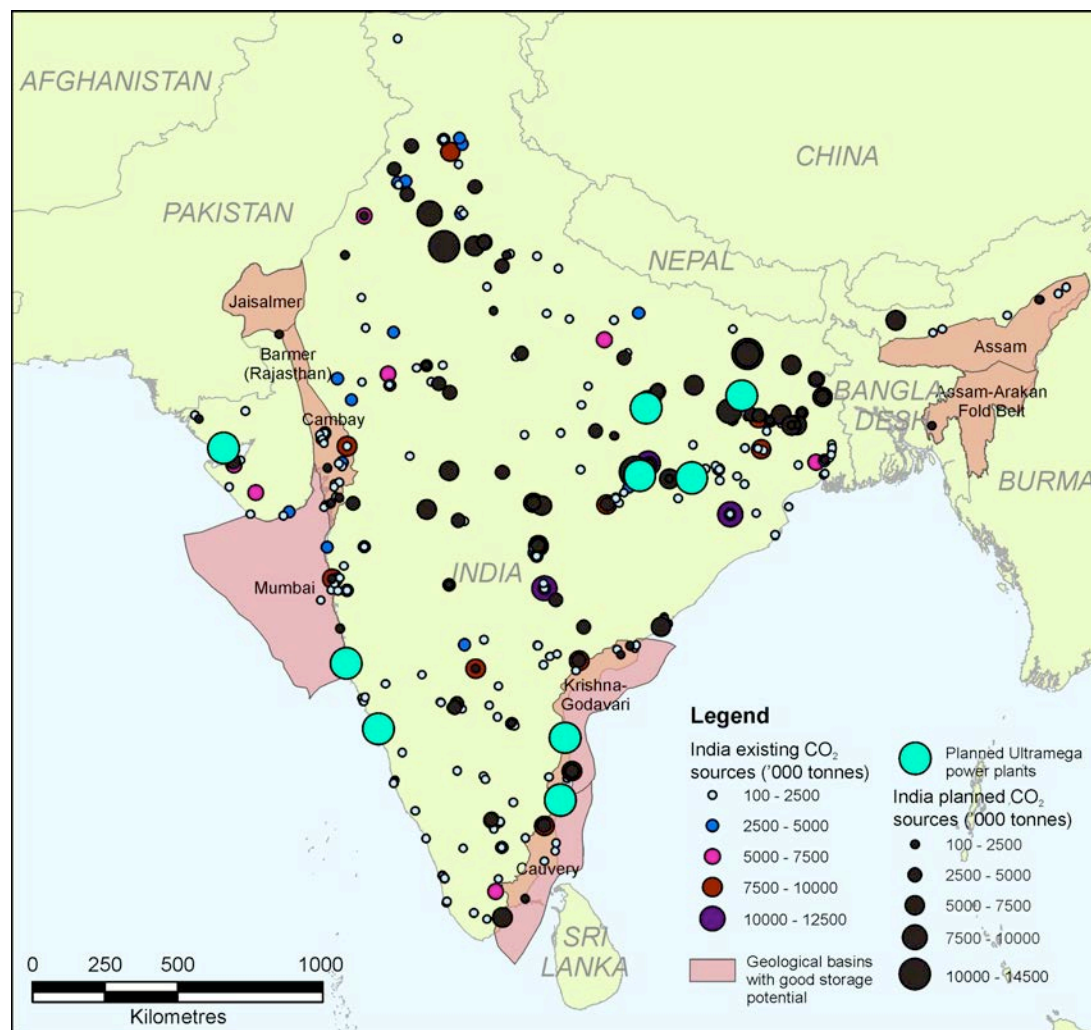 AFGHANISTAN
CHINA
PAKISTAN
NEPAL
Jaisalmer
Barmer
(Rajasthan)
Cambay
Assam
BANGLA
DESK
Assam-Arakan
Fold Belt
BURMA
INDIA
Mumbai
Krishna-
Godavari
Cauvery
SRI
LANKA
Legend
India existing CO₂
sources ('000 tonnes)
100 - 2500
2500 - 5000
5000 - 7500
7500 - 10000
10000 - 12500
Geological basins
with good storage
potential
Planned Ultramega
power plants
India planned CO₂
sources ('000 tonnes)
100 - 2500
2500 - 5000
5000 - 7500
7500 - 10000
10000 - 14500
0 250 500 1000
Kilometres